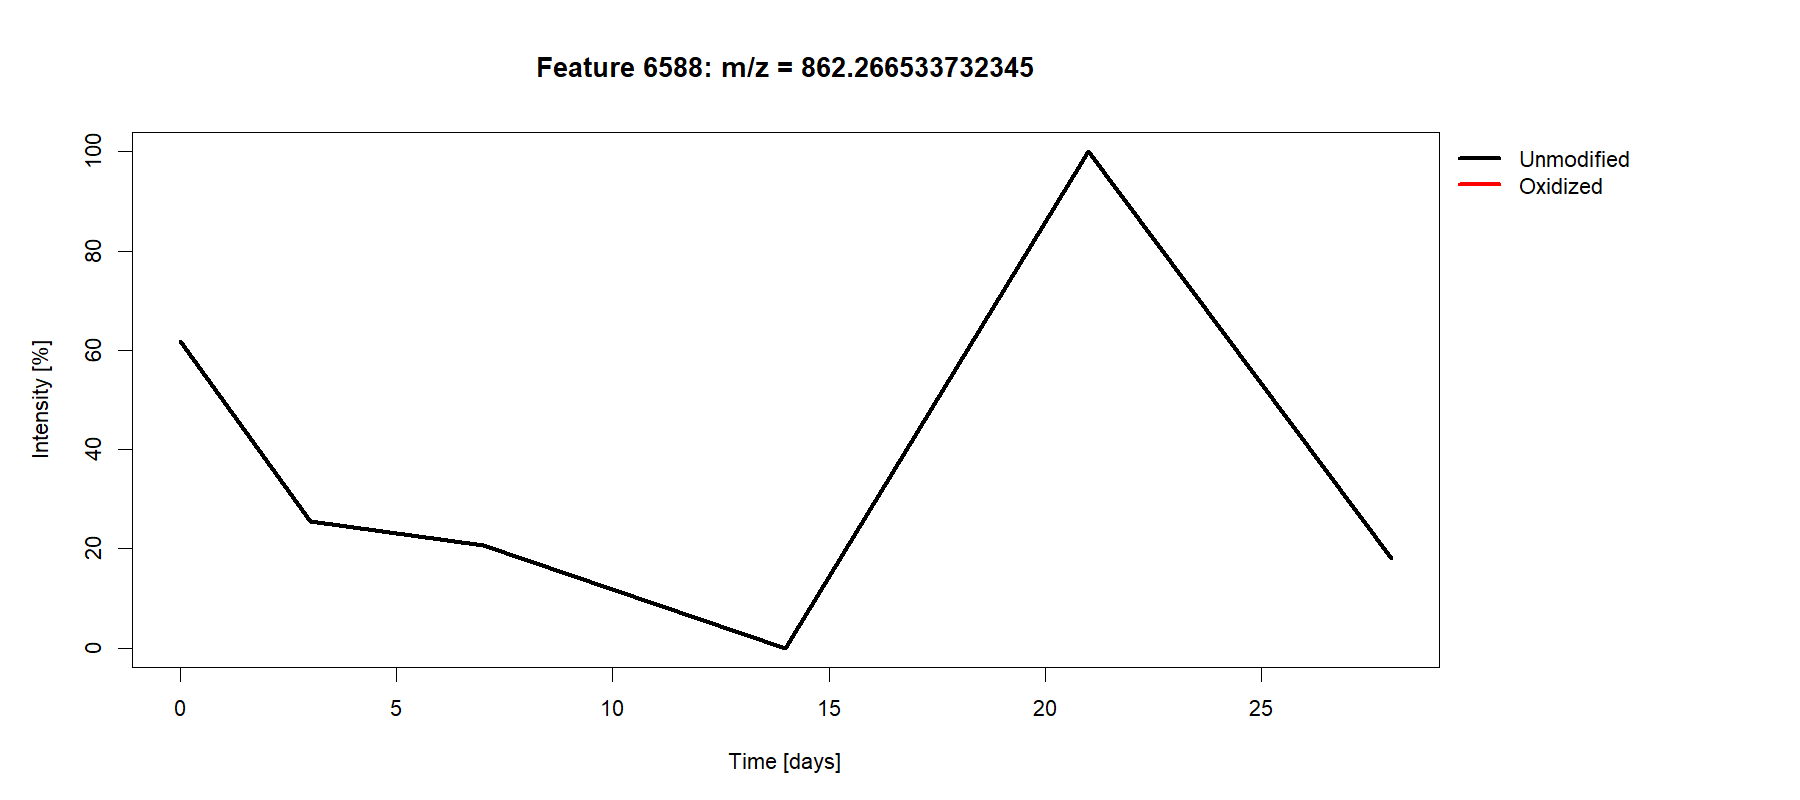 Feature 6588: m/z = 862.266533732345
Unmodified
Oxidized
Intensity [%]
100
80
60
40
20
0
0 5 10 15 20 25
Time [days]